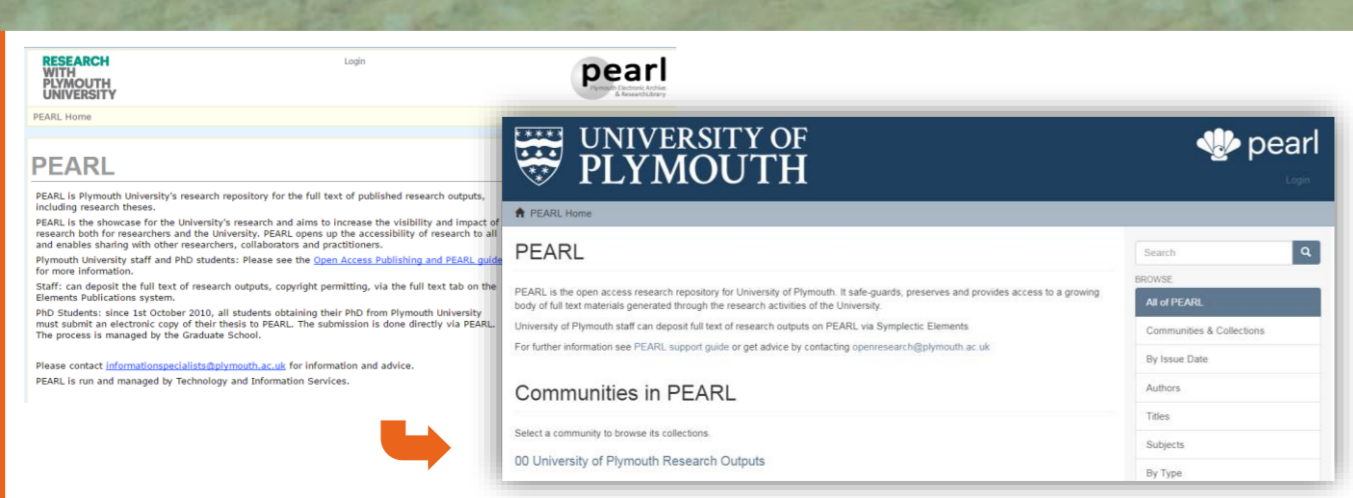 RESEARCH
WITH
PLYMOUTH
UNIVERSITY
Login
pearl
Plymouth Electronic Archive
& ResearchLibrary
PEARL Home
PEARL
PEARL is Plymouth University's research repository for the full text of published research outputs,
including research theses.
PEARL is the showcase for the University's research and aims to increase the visibility and impact of
research both for researchers and the University. PEARL opens up the accessibility of research to all
and enables sharing with other researchers, collaborators and practitioners.
Plymouth University staff and PhD students: Please see the Open Access Publishing and PEARL guide
for more information.
Staff: can deposit the full text of research outputs, copyright permitting, via the full text tab on the
Elements Publications system.
PhD Students: since 1st October 2010, all students obtaining their PhD from Plymouth University
must submit an electronic copy of their thesis to PEARL. The submission is done directly via PEARL.
The process is managed by the Graduate School.
Please contact informationspecialists@plymouth.ac.uk for information and advice.
PEARL is run and managed by Technology and Information Services.
UNIVERSITY OF
PLYMOUTH
pearl
Login
PEARL Home
PEARL
PEARL is the open access research repository for University of Plymouth. It safe-guards, preserves and provides access to a growing
body of full text materials generated through the research activities of the University.
University of Plymouth staff can deposit full text of research outputs on PEARL via Symplectic Elements
For further information see PEARL support guide or get advice by contacting openresearch@plymouth.ac.uk
Communities in PEARL
Select a community to browse its collections.
00 University of Plymouth Research Outputs
Search
BROWSE
All of PEARL
Communities & Collections
By Issue Date
Authors
Titles
Subjects
By Type